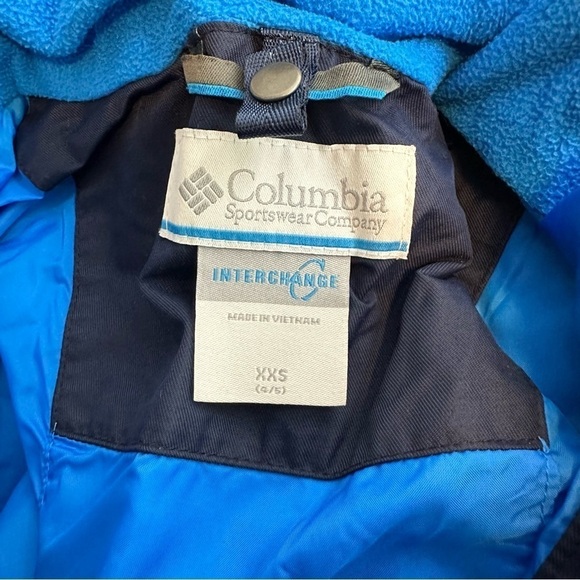 Columbia
Sportswear Company
INTERCHANGE
MADE IN VIETNAM
XXS
(4/5)